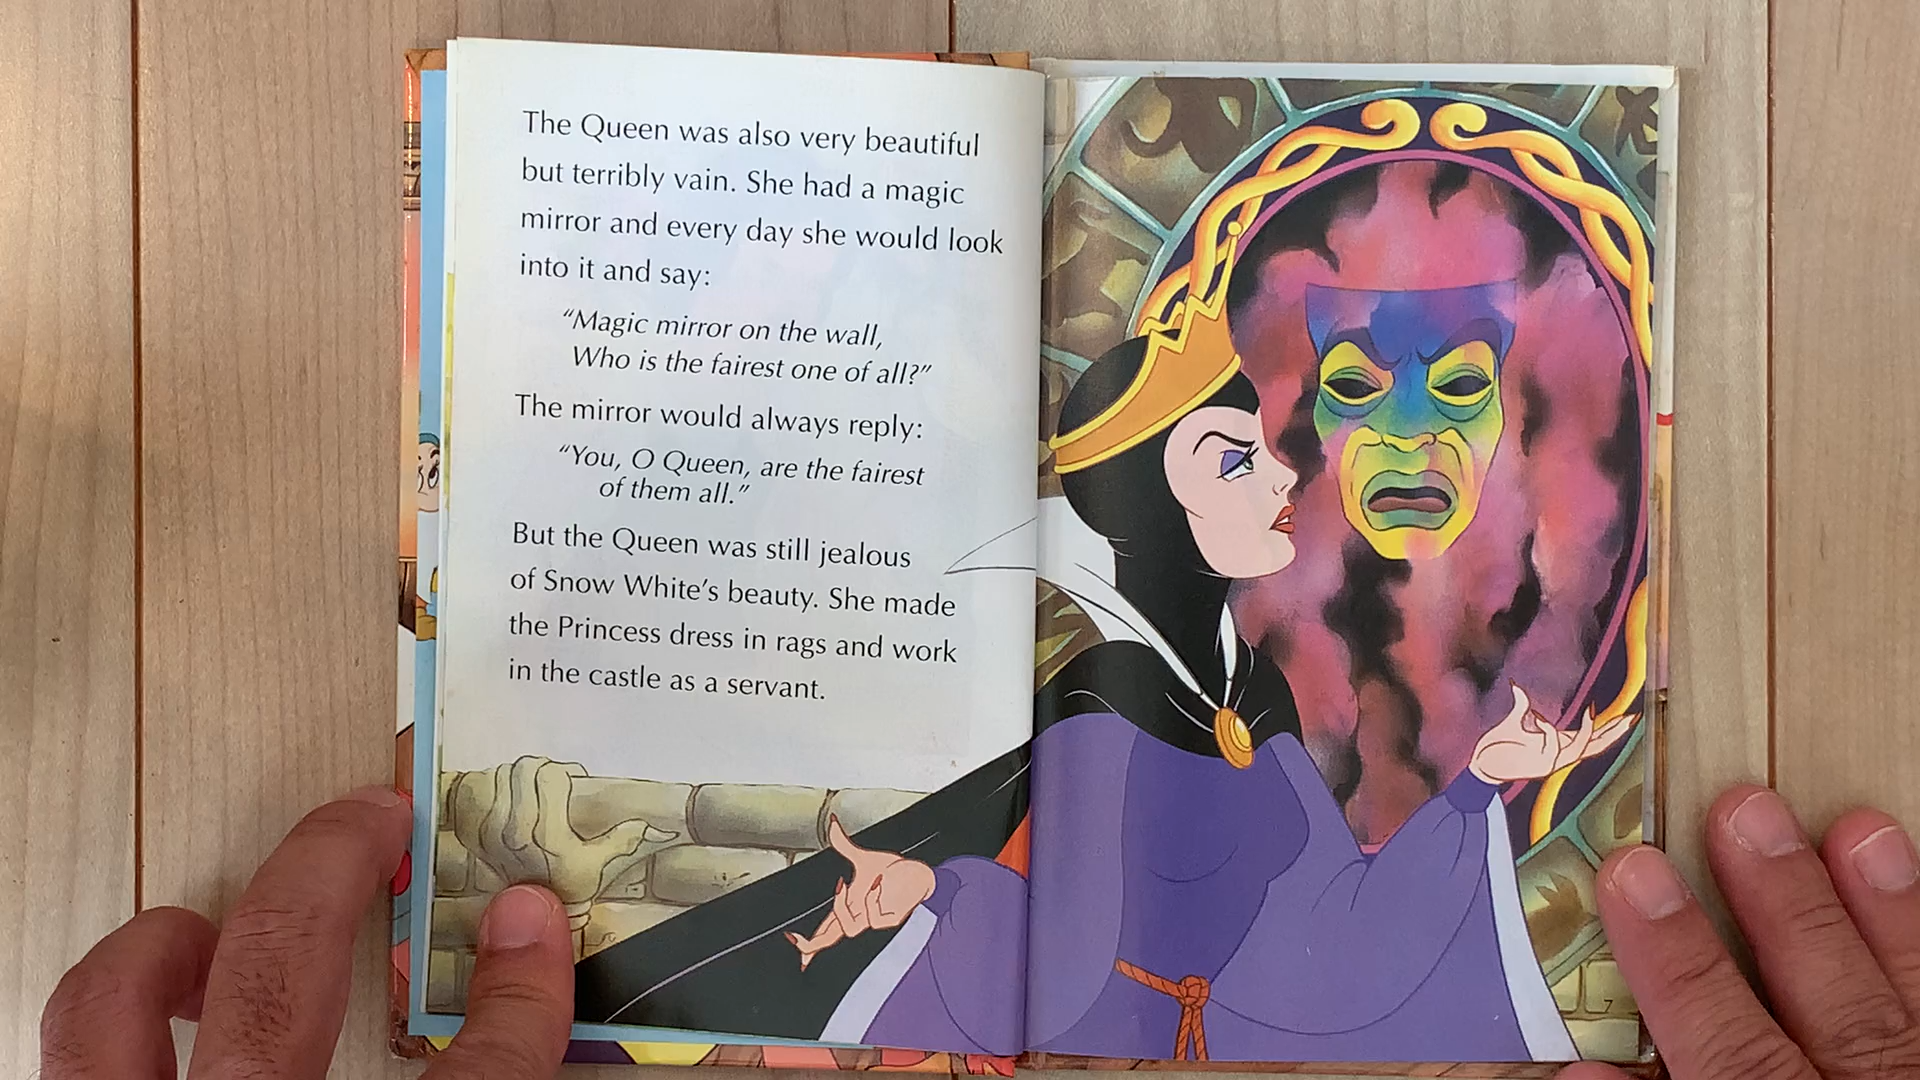 The Queen was also very beautiful
but terribly vain. She had a magic
mirror and every day she would look
into it and say:
“Magic mirror on the wall,
Who is the fairest one of all?”
The mirror would always reply:
“You, O Queen, are the fairest
of them all.”
But the Queen was still jealous
of Snow White’s beauty. She made
the Princess dress in rags and work
in the castle as a servant.
7